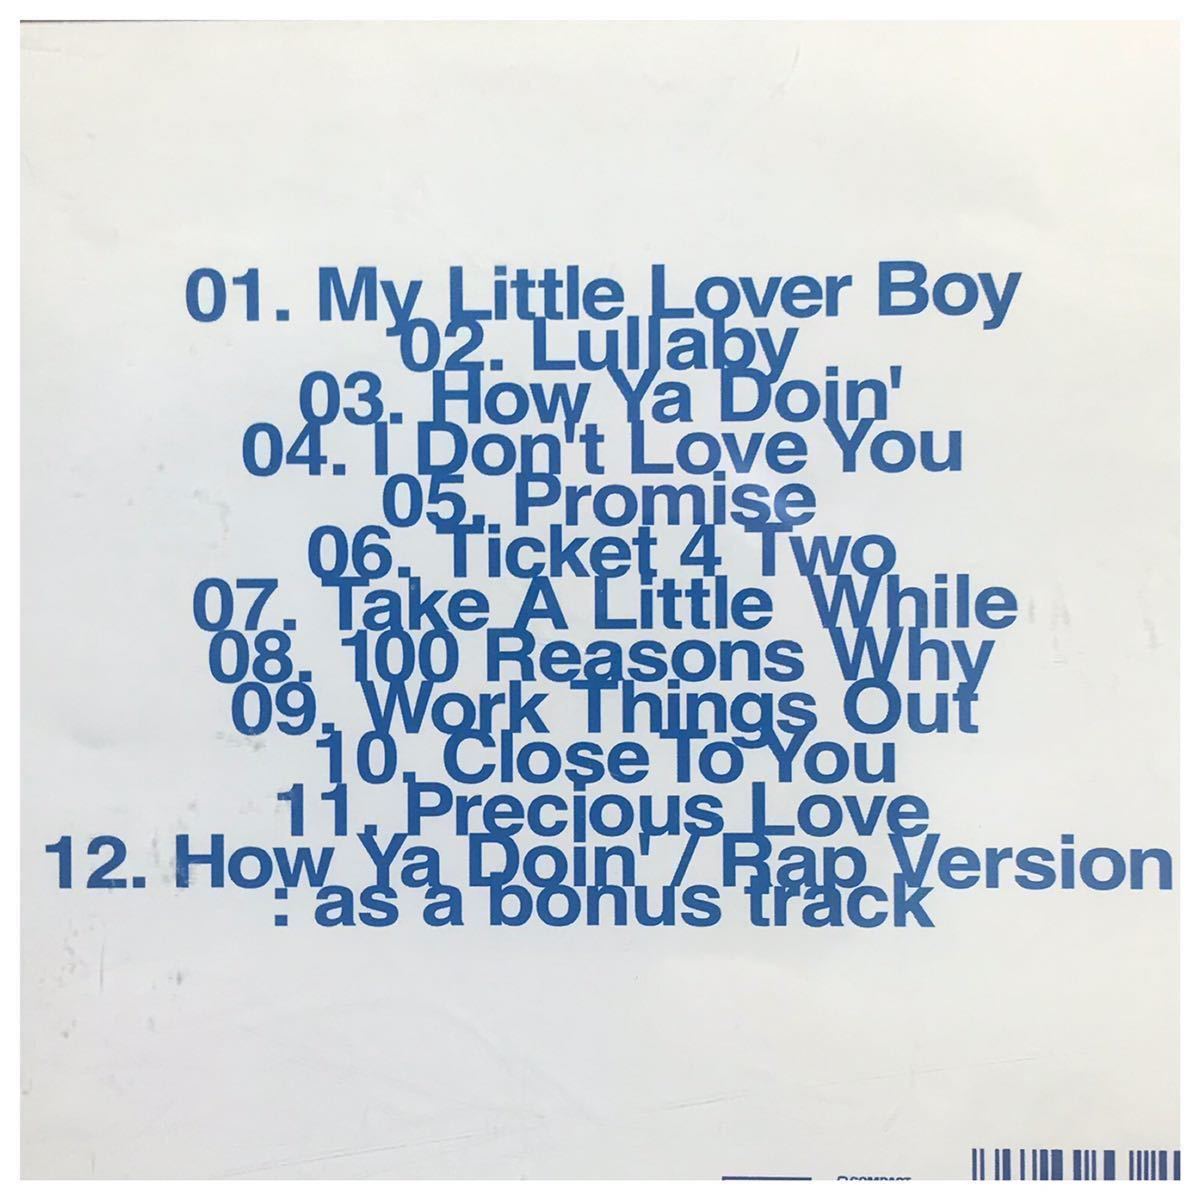 01. My Little Lover Boy
02. Lullaby
03. How Ya Doin'
04. I Don't Love You
05. Promise
06. Ticket 4 Two
07. Take A Little While
08. 100 Reasons Why
09. Work Things Out
10. Close To You
11. Precious Love
12. How Ya Doin' / Rap Version
: as a bonus track
COMPACT